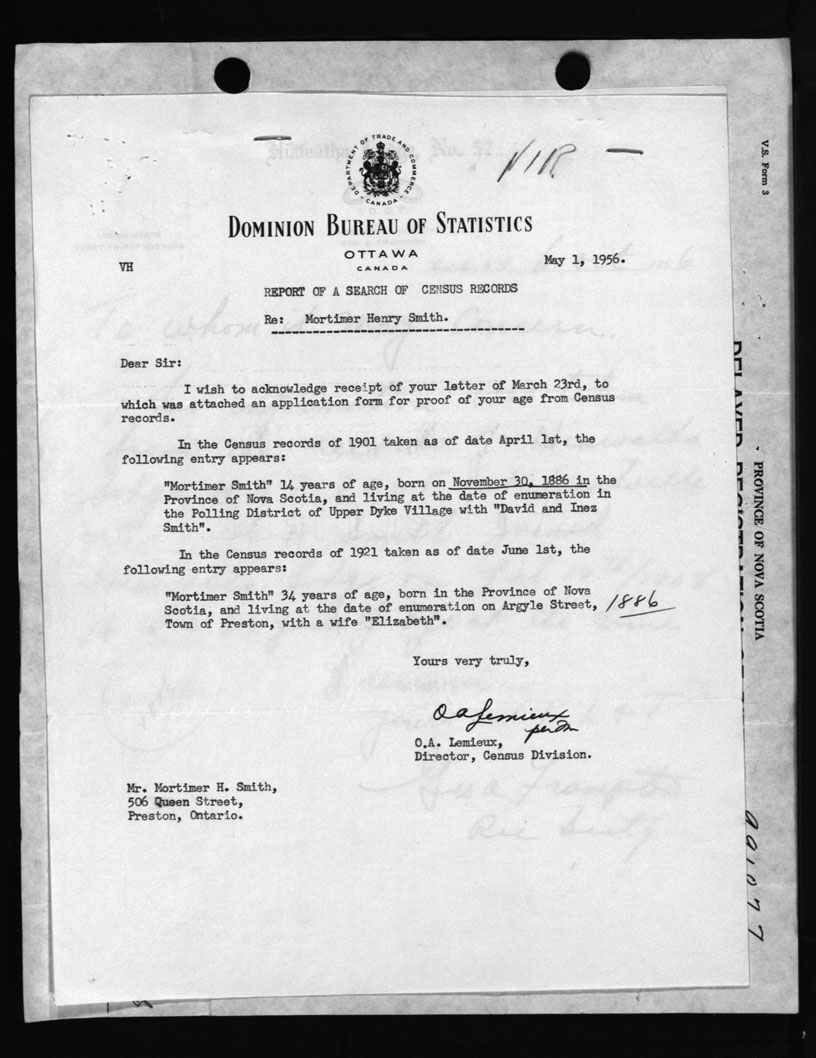 V.S. Form 3
DEPARTMENT OF TRADE AND COMMERCE
CANADA
DOMINION BUREAU OF STATISTICS
OTTAWA
CANADA
VH
May 1, 1956.
REPORT OF A SEARCH OF CENSUS RECORDS
Re: Mortimer Henry Smith.
Dear Sir:
I wish to acknowledge receipt of your letter of March 23rd, to
which was attached an application form for proof of your age from Census
records.
In the Census records of 1901 taken as of date April 1st, the
following entry appears:
"Mortimer Smith" 14 years of age, born on November 30, 1886 in the
Province of Nova Scotia, and living at the date of enumeration in
the Polling District of Upper Dyke Village with "David and Inez
Smith".
In the Census records of 1921 taken as of date June 1st, the
following entry appears:
"Mortimer Smith" 34 years of age, born in the Province of Nova
Scotia, and living at the date of enumeration on Argyle Street, 1886
Town of Preston, with a wife "Elizabeth".
Yours very truly,
O A Lemieux
O.A. Lemieux,
Director, Census Division.
Mr. Mortimer H. Smith,
506 Queen Street,
Preston, Ontario.
PROVINCE OF NOVA SCOTIA